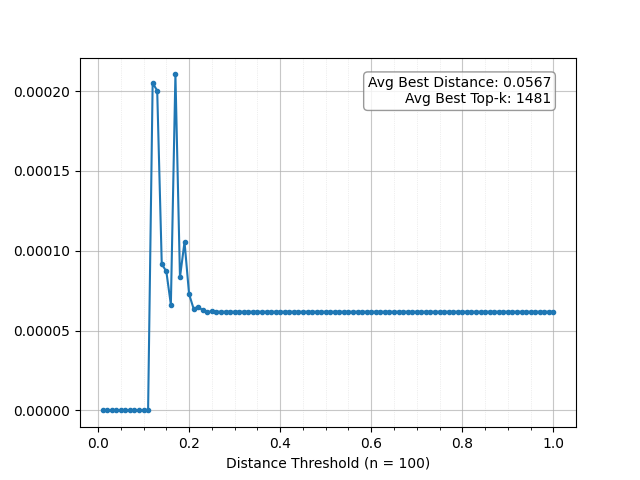 Avg Best Distance: 0.0567
Avg Best Top-k: 1481
0.00020
0.00015
0.00010
0.00005
0.00000
0.0 0.2 0.4 0.6 0.8 1.0
Distance Threshold (n = 100)